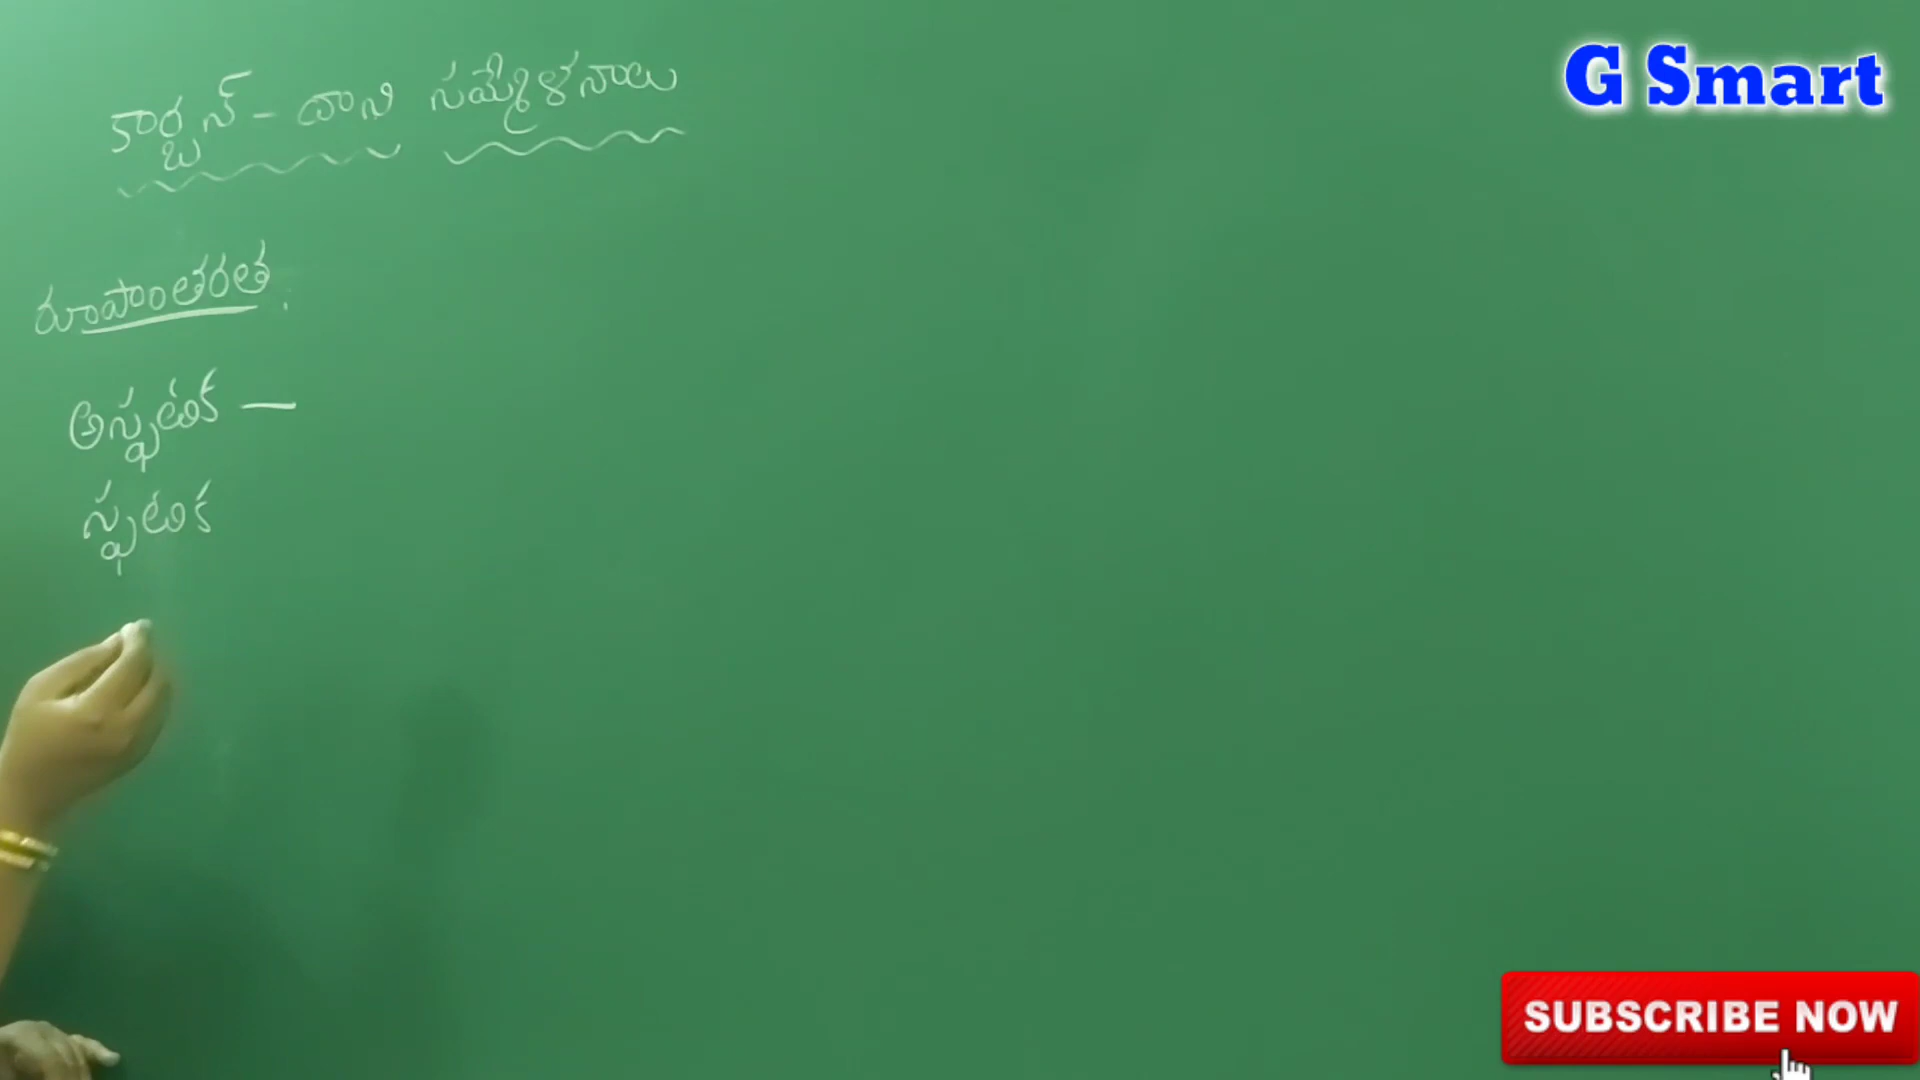 కార్బన్ - దాని సమ్మేళనాలు
G Smart
రూపాంతరత.
అస్ఫటిక —
స్ఫటిక
SUBSCRIBE NOW